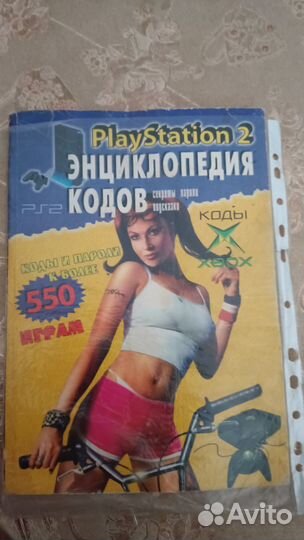 PlayStation 2
ЭНЦИКЛОПЕДИЯ
КОДОВ
секреты пароли
подсказки
PS2
КОДЫ
XBOX
КОДЫ И ПАРОЛИ
К БОЛЕЕ
550
ИГРАМ
Avito